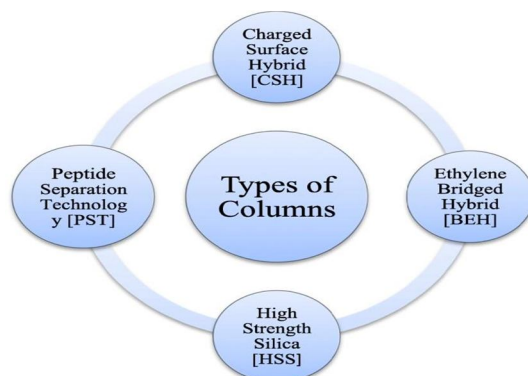 Charged
Surface
Hybrid
[CSH]
Peptide
Separation
Technolog
y [PST]
Types of
Columns
Ethylene
Bridged
Hybrid
[BEH]
High
Strength
Silica
[HSS]